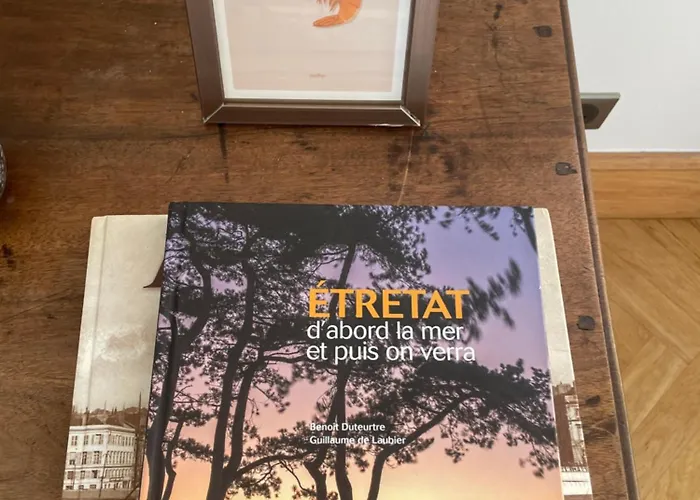 ÉTRETAT
d'abord la mer
et puis on verra
Benoît Duteurtre
Guillaume de Laubier